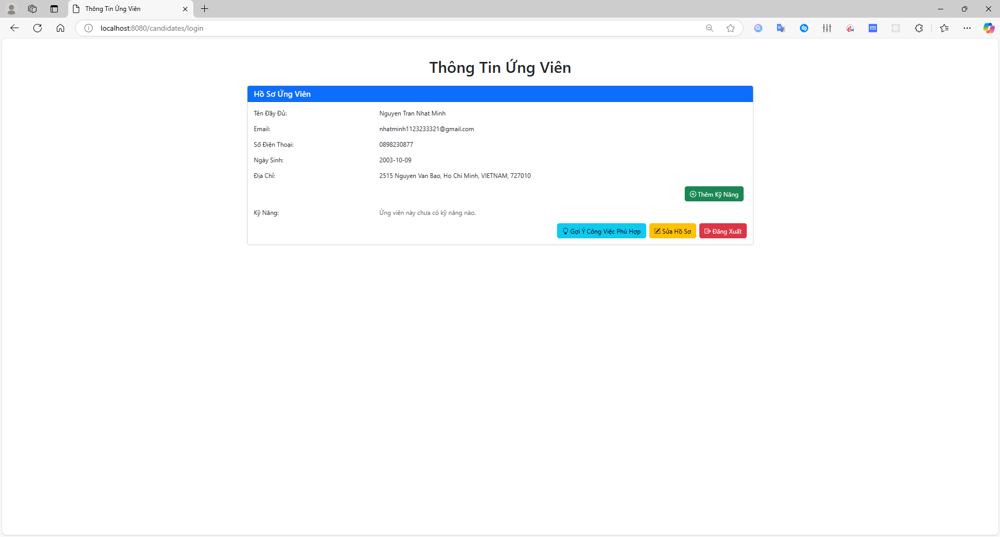 Thông Tin Ứng Viên
localhost:8080/candidates/login
Thông Tin Ứng Viên
Hồ Sơ Ứng Viên
Tên Đầy Đủ: Nguyen Tran Nhat Minh
Email: nhatminh1123233321@gmail.com
Số Điện Thoại: 0898230877
Ngày Sinh: 2003-10-09
Địa Chỉ: 2515 Nguyen Van Bao, Ho Chi Minh, VIETNAM, 727010
Thêm Kỹ Năng
Kỹ Năng: Ứng viên này chưa có kỹ năng nào.
Gợi Ý Công Việc Phù Hợp Sửa Hồ Sơ Đăng Xuất